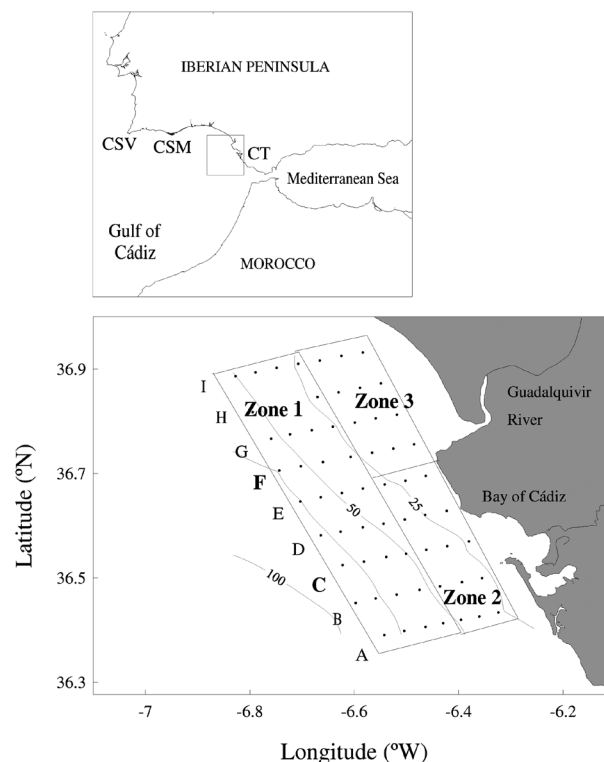 IBERIAN PENINSULA
CSV
CSM
CT
Mediterranean Sea
Gulf of
Cádiz
MOROCCO
36.9
36.7
36.5
36.3
Latitude (ºN)
I
H
G
F
E
D
C
B
A
Zone 1
Zone 3
Zone 2
50
25
100
Guadalquivir
River
Bay of Cádiz
-7
-6.8
-6.6
-6.4
-6.2
Longitude (ºW)